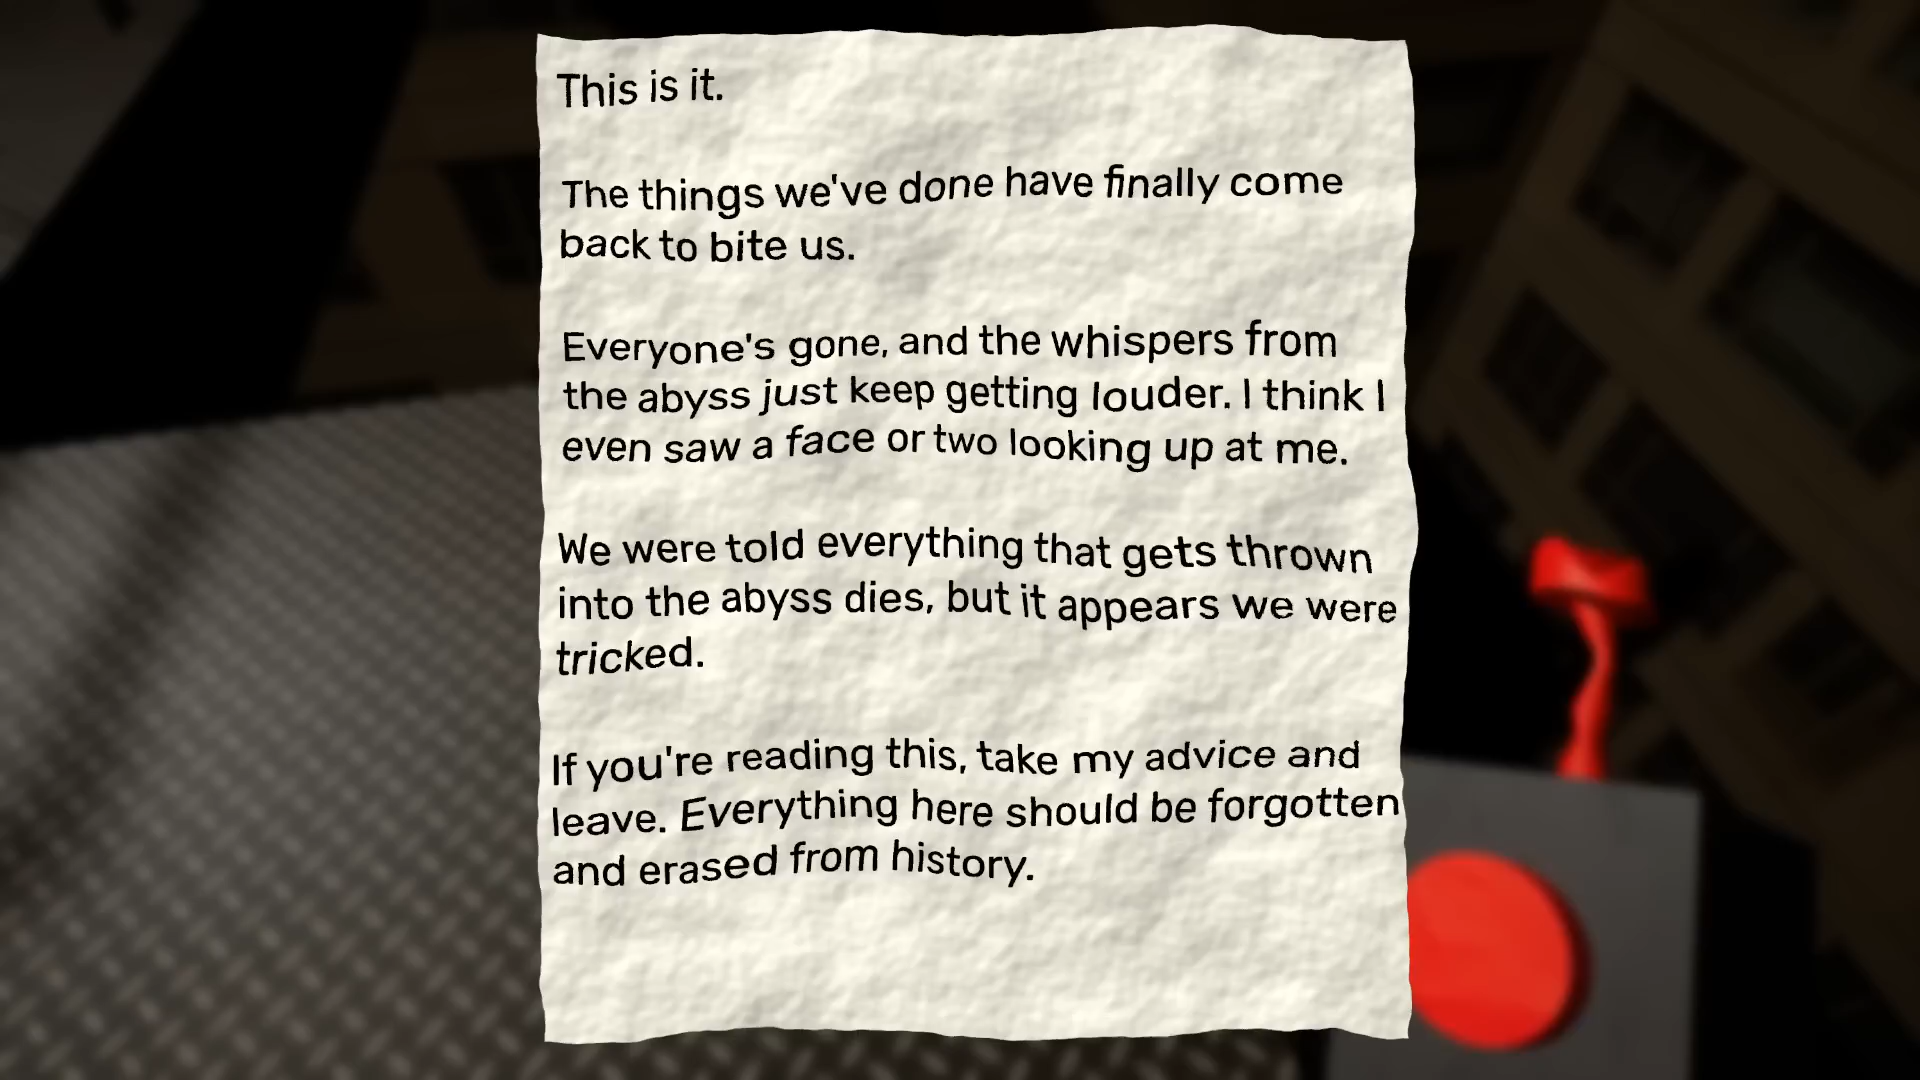 This is it.
The things we've done have finally come
back to bite us.
Everyone's gone, and the whispers from
the abyss just keep getting louder. I think I
even saw a face or two looking up at me.
We were told everything that gets thrown
into the abyss dies, but it appears we were
tricked.
If you're reading this, take my advice and
leave. Everything here should be forgotten
and erased from history.